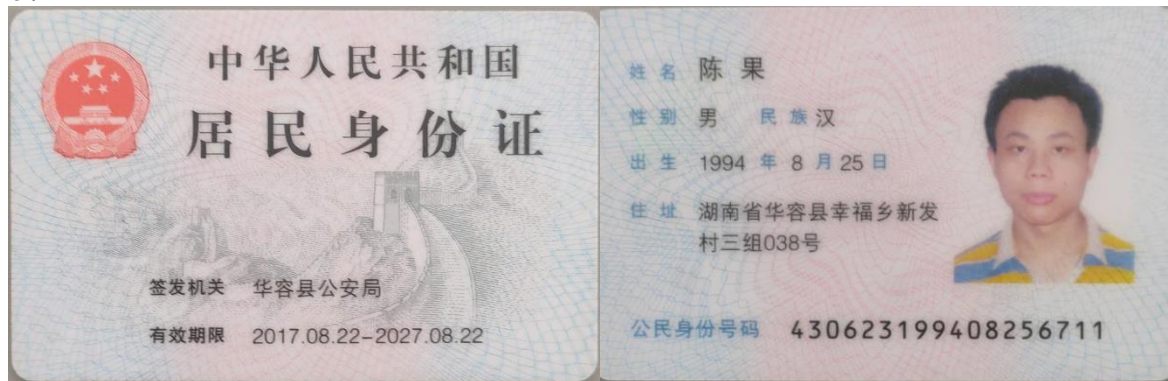 中华人民共和国
居民身份证
签发机关 华容县公安局
有效期限 2017.08.22-2027.08.22
姓名 陈果
性别 男 民族 汉
出生 1994 年 8 月 25 日
住址 湖南省华容县幸福乡新发
村三组038号
公民身份号码 430623199408256711